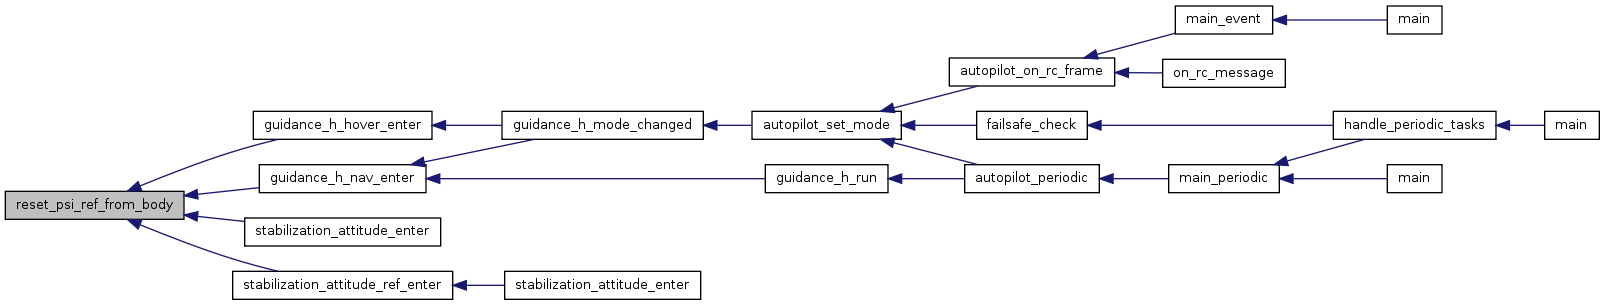 main_event
main
autopilot_on_rc_frame
on_rc_message
guidance_h_hover_enter
guidance_h_mode_changed
autopilot_set_mode
failsafe_check
handle_periodic_tasks
main
guidance_h_nav_enter
guidance_h_run
autopilot_periodic
main_periodic
main
reset_psi_ref_from_body
stabilization_attitude_enter
stabilization_attitude_ref_enter
stabilization_attitude_enter